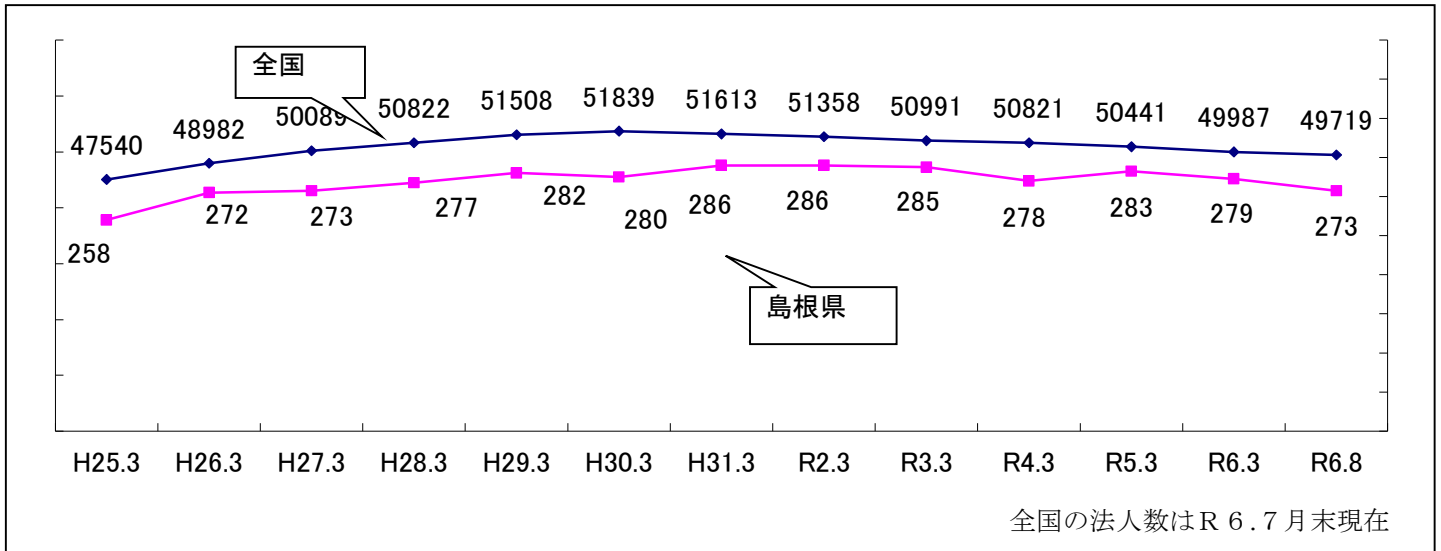 全国
47540 48982 50089 50822 51508 51839 51613 51358 50991 50821 50441 49987 49719
258 272 273 277 282 280 286 286 285 278 283 279 273
島根県
H25.3 H26.3 H27.3 H28.3 H29.3 H30.3 H31.3 R2.3 R3.3 R4.3 R5.3 R6.3 R6.8
全国の法人数はR6.7月末現在